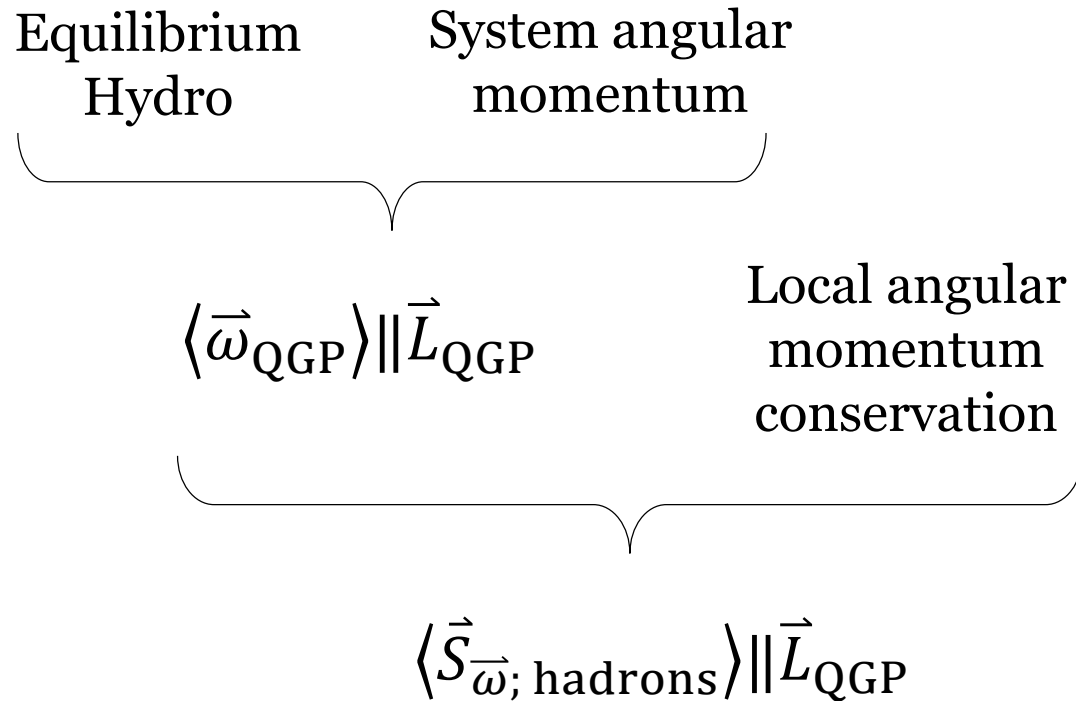 Equilibrium
Hydro
System angular
momentum
⟨ω⃗_QGP⟩||L⃗_QGP
Local angular
momentum
conservation
⟨S⃗_ω⃗; hadrons⟩||L⃗_QGP